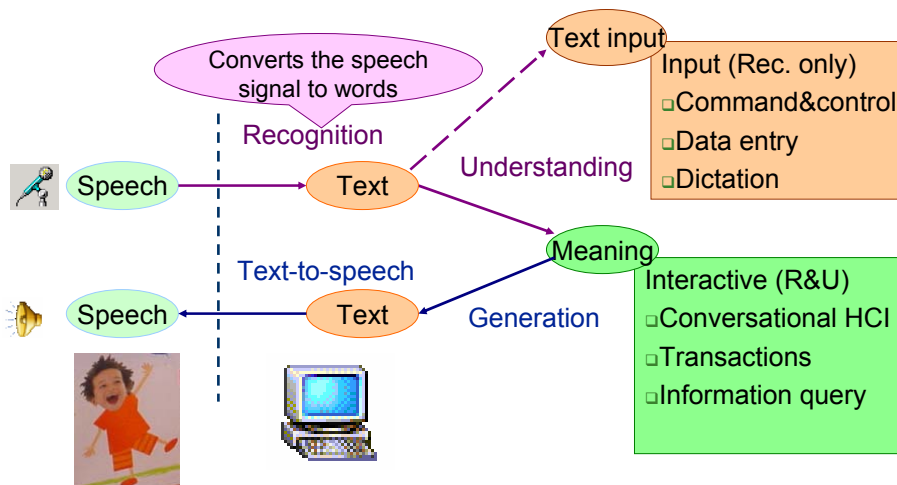 Text input
Converts the speech
signal to words
Input (Rec. only)
Command&control
Data entry
Dictation
Recognition
Understanding
Speech
Text
Meaning
Text-to-speech
Interactive (R&U)
Conversational HCI
Transactions
Information query
Speech
Text
Generation